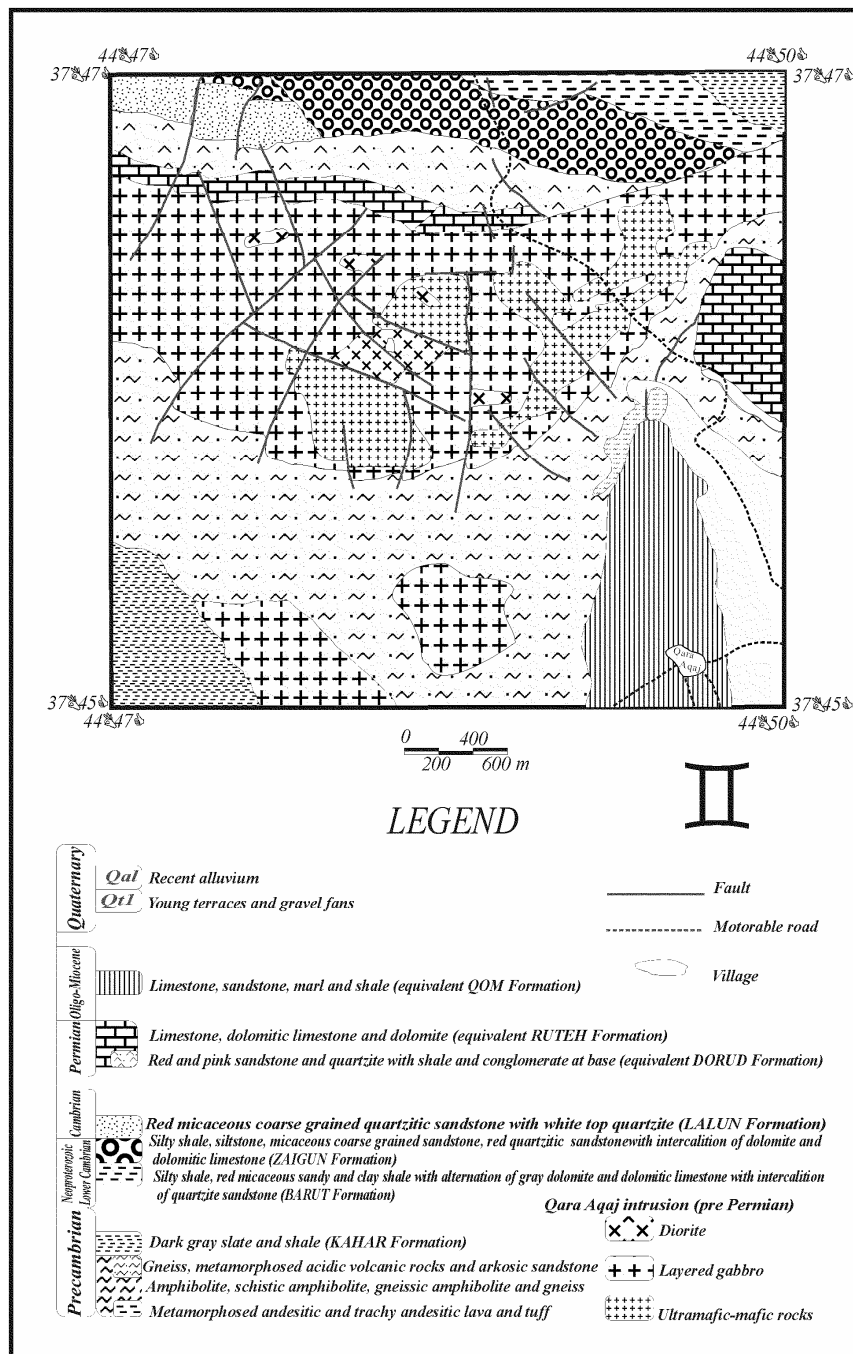 44 47 44 50
37 47 37 47
Qara
Aqaj
37 45 37 45
44 47 44 50
0 400
200 600 m
LEGEND
Quaternary
Qal Recent alluvium
Qt1 Young terraces and gravel fans
Fault
Motorable road
Village
Oligo-Miocene
Limestone, sandstone, marl and shale (equivalent QOM Formation)
Permian
Limestone, dolomitic limestone and dolomite (equivalent RUTEH Formation)
Red and pink sandstone and quartzite with shale and conglomerate at base (equivalent DORUD Formation)
Cambrian
Red micaceous coarse grained quartzitic sandstone with white top quartzite (LALUN Formation)
Neoproterozoic
Lower Cambrian
Silty shale, siltstone, micaceous coarse grained sandstone, red quartzitic sandstonewith intercalition of dolomite and
dolomitic limestone (ZAIGUN Formation)
Silty shale, red micaceous sandy and clay shale with alternation of gray dolomite and dolomitic limestone with intercalition
of quartzite sandstone (BARUT Formation)
Precambrian
Dark gray slate and shale (KAHAR Formation)
Gneiss, metamorphosed acidic volcanic rocks and arkosic sandstone
Amphibolite, schistic amphibolite, gneissic amphibolite and gneiss
Metamorphosed andesitic and trachy andesitic lava and tuff
Qara Aqaj intrusion (pre Permian)
Diorite
Layered gabbro
Ultramafic-mafic rocks